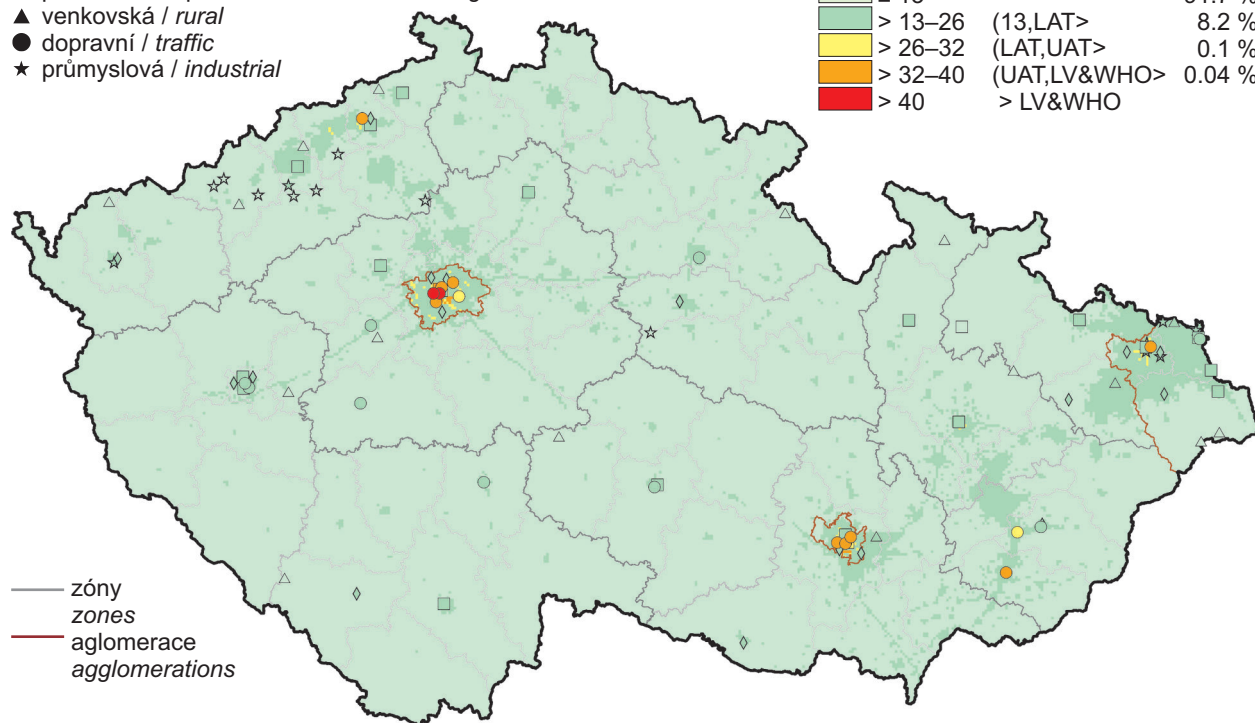 ▲ venkovská / rural
● dopravní / traffic
★ průmyslová / industrial
> 13–26 (13,LAT> 8.2 %
> 26–32 (LAT,UAT> 0.1 %
> 32–40 (UAT,LV&WHO> 0.04 %
> 40 > LV&WHO
zóny
zones
aglomerace
agglomerations